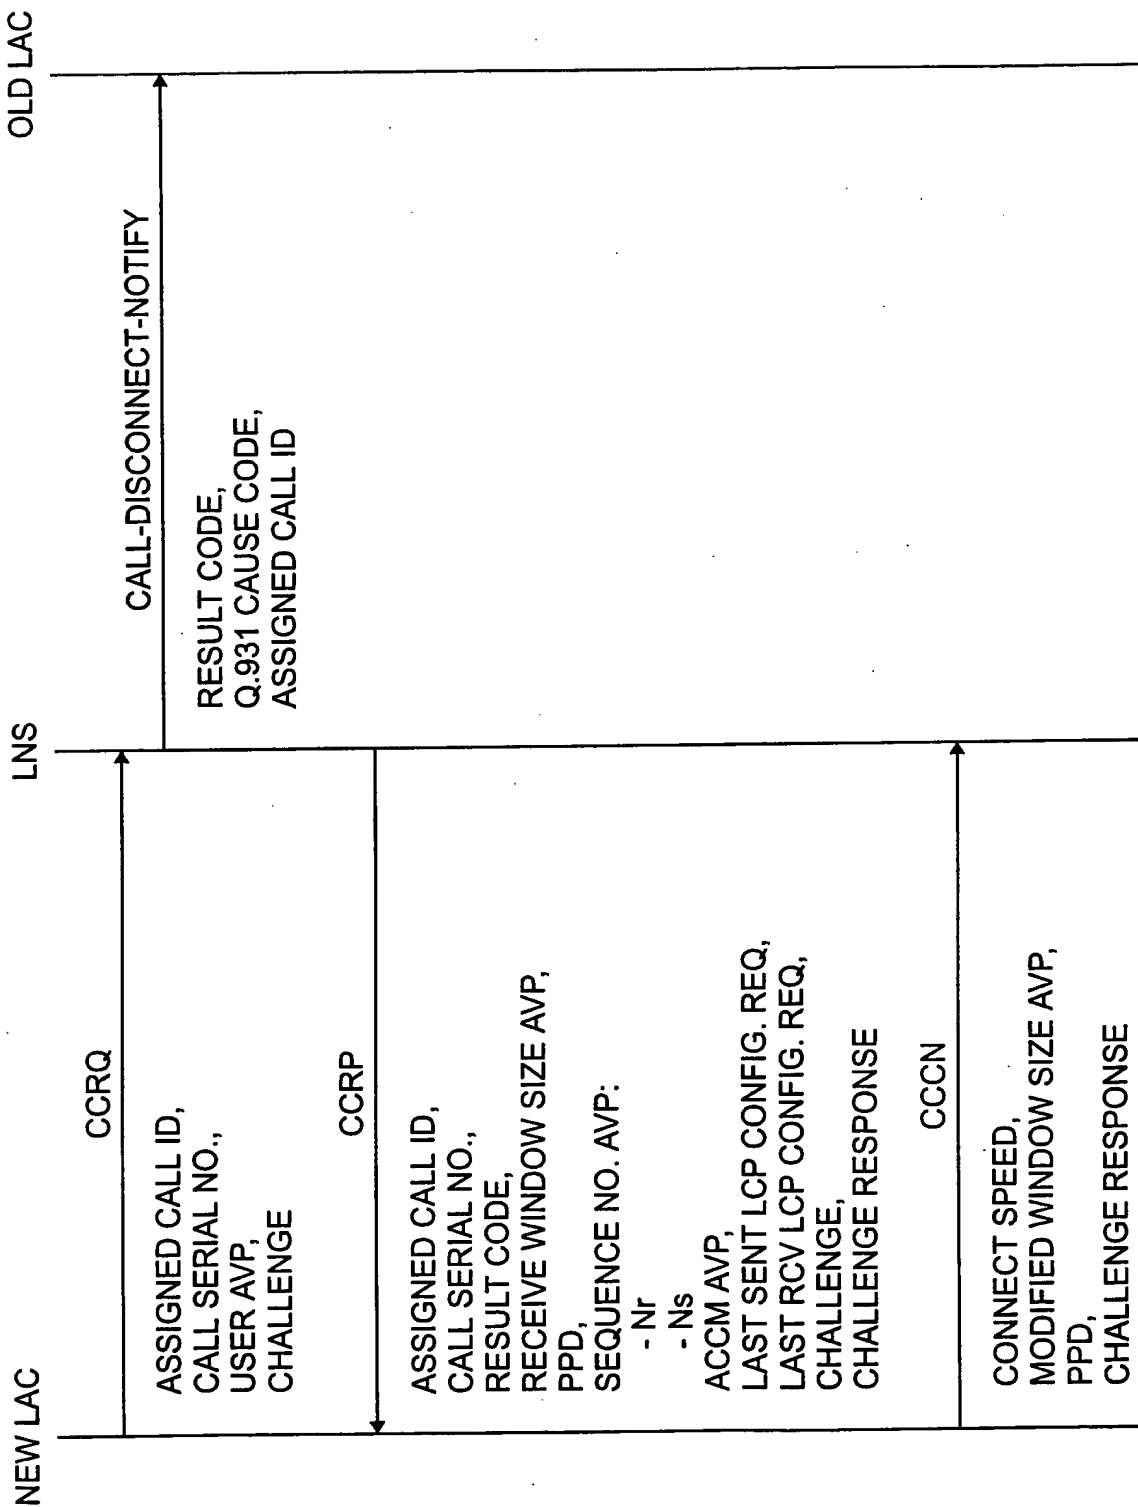 NEW LAC
LNS
OLD LAC
CCRQ
ASSIGNED CALL ID,
CALL SERIAL NO.,
USER AVP,
CHALLENGE
CALL-DISCONNECT-NOTIFY
RESULT CODE,
Q.931 CAUSE CODE,
ASSIGNED CALL ID
CCRP
ASSIGNED CALL ID,
CALL SERIAL NO.,
RESULT CODE,
RECEIVE WINDOW SIZE AVP,
PPD,
SEQUENCE NO. AVP:
- Nr
- Ns
ACCM AVP,
LAST SENT LCP CONFIG. REQ,
LAST RCV LCP CONFIG. REQ,
CHALLENGE,
CHALLENGE RESPONSE
CCCN
CONNECT SPEED,
MODIFIED WINDOW SIZE AVP,
PPD,
CHALLENGE RESPONSE